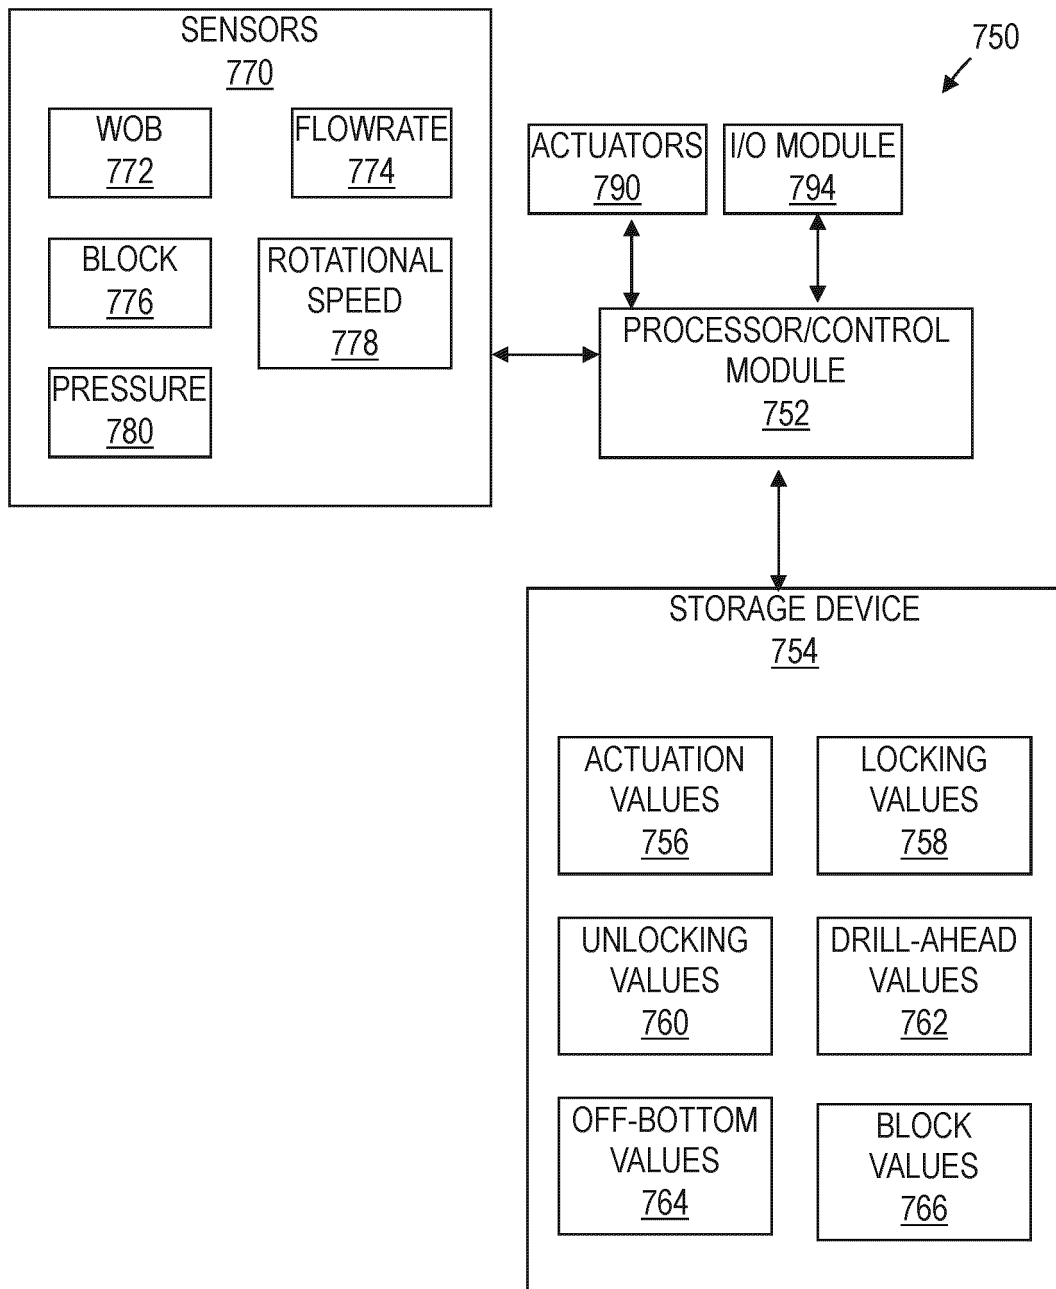 SENSORS
770
WOB
772
FLOWRATE
774
BLOCK
776
ROTATIONAL
SPEED
778
PRESSURE
780
750
ACTUATORS
790
I/O MODULE
794
PROCESSOR/CONTROL
MODULE
752
STORAGE DEVICE
754
ACTUATION
VALUES
756
LOCKING
VALUES
758
UNLOCKING
VALUES
760
DRILL-AHEAD
VALUES
762
OFF-BOTTOM
VALUES
764
BLOCK
VALUES
766